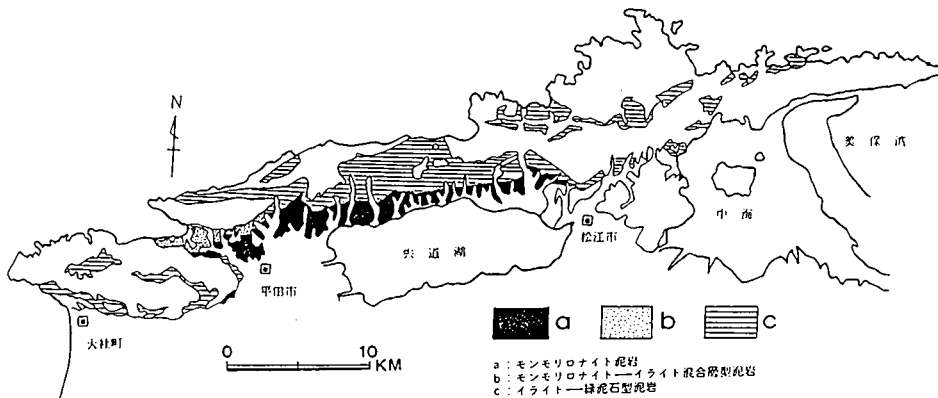 N
美保湾
中海
松江市
宍道湖
平田市
大社町
a
b
c
0 10
KM
a：モンモリロナイト泥岩
b：モンモリロナイト―イライト混合層型泥岩
c：イライト―緑泥石型泥岩